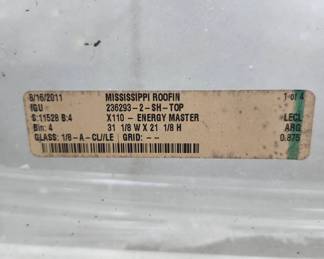 8/16/2011 MISSISSIPPI ROOFIN 1 of 4
IGU 236293-2-SH-TOP
S:11528 B:4 X110 - ENERGY MASTER LECL
Bin: 4 31 1/8 W X 21 1/8 H ARG
GLASS: 1/8-A-CL/LE GRID: -- 0.875